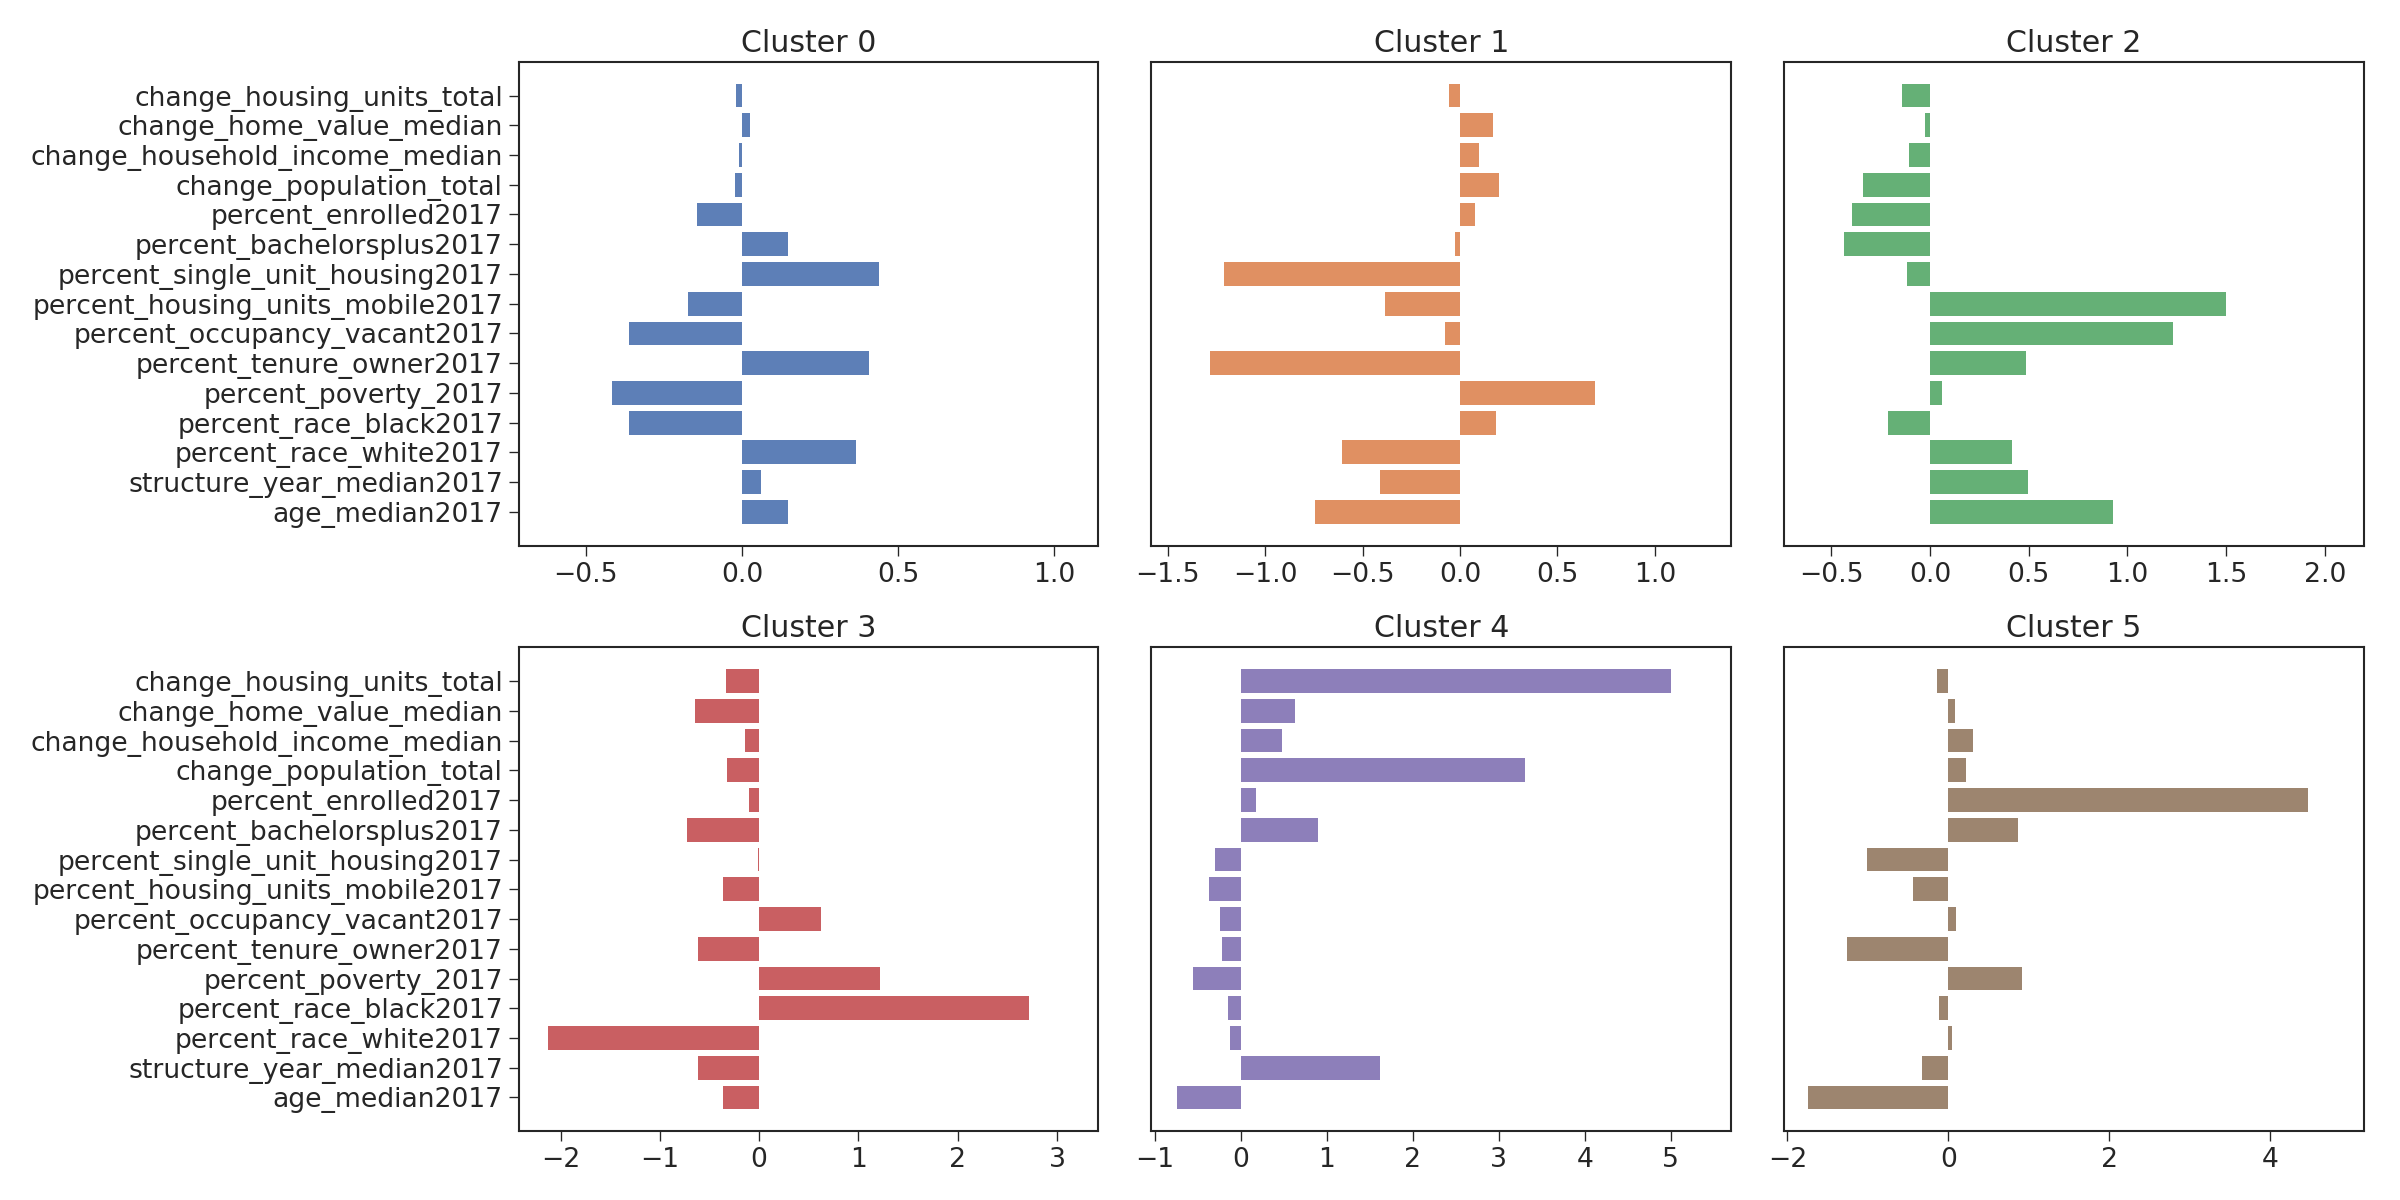 Cluster 0
Cluster 1
Cluster 2
change_housing_units_total
change_home_value_median
change_household_income_median
change_population_total
percent_enrolled2017
percent_bachelorsplus2017
percent_single_unit_housing2017
percent_housing_units_mobile2017
percent_occupancy_vacant2017
percent_tenure_owner2017
percent_poverty_2017
percent_race_black2017
percent_race_white2017
structure_year_median2017
age_median2017
−0.5 0.0 0.5 1.0
−1.5 −1.0 −0.5 0.0 0.5 1.0
−0.5 0.0 0.5 1.0 1.5 2.0
Cluster 3
Cluster 4
Cluster 5
change_housing_units_total
change_home_value_median
change_household_income_median
change_population_total
percent_enrolled2017
percent_bachelorsplus2017
percent_single_unit_housing2017
percent_housing_units_mobile2017
percent_occupancy_vacant2017
percent_tenure_owner2017
percent_poverty_2017
percent_race_black2017
percent_race_white2017
structure_year_median2017
age_median2017
−2 −1 0 1 2 3
−1 0 1 2 3 4 5
−2 0 2 4